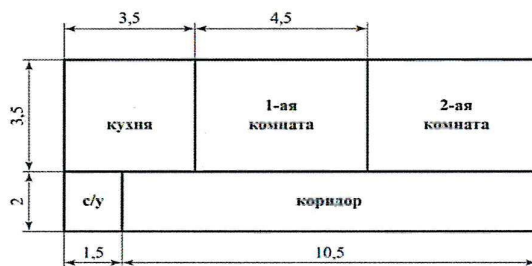 3,5
4,5
3,5
кухня
1-ая
комната
2-ая
комната
2
с/у
коридор
1,5
10,5